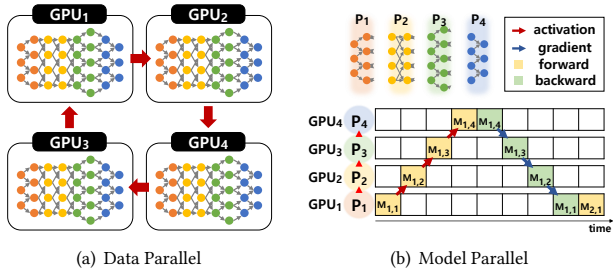 GPU1
GPU2
GPU3
GPU4
(a) Data Parallel
P1 P2 P3 P4
activation
gradient
forward
backward
GPU4 P4 M1,4 M1,4
GPU3 P3 M1,3 M1,3
GPU2 P2 M1,2 M1,2
GPU1 P1 M1,1 M1,1 M2,1
time
(b) Model Parallel